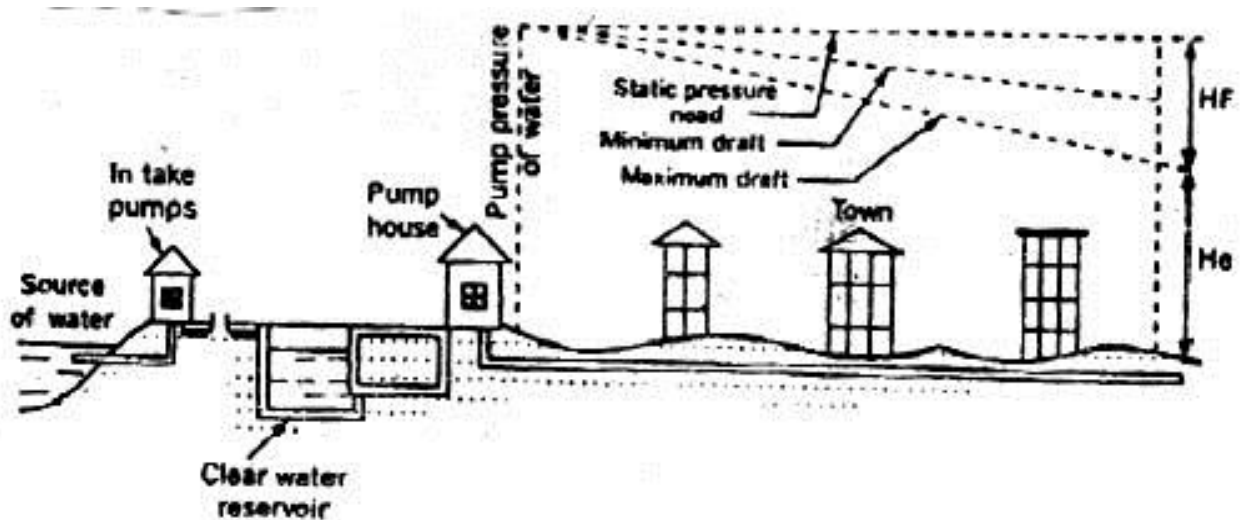 In take
pumps
Source
of water
Pump
house
Pump pressure
of water
Static pressure
nead
Minimum draft
Maximum draft
Town
HF
He
Clear water
reservoir